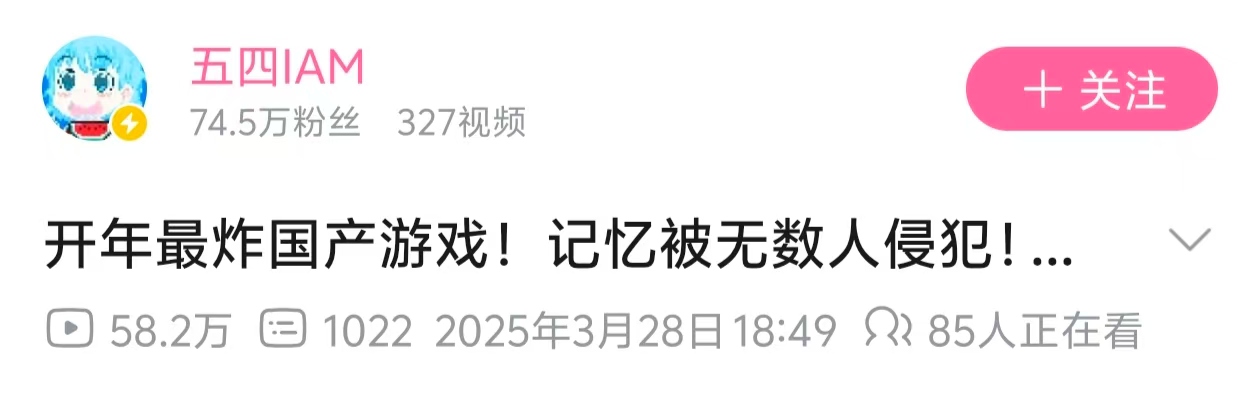 五四IAM
74.5万粉丝 327视频
+ 关注
开年最炸国产游戏！记忆被无数人侵犯！...
58.2万 1022 2025年3月28日18:49 85人正在看